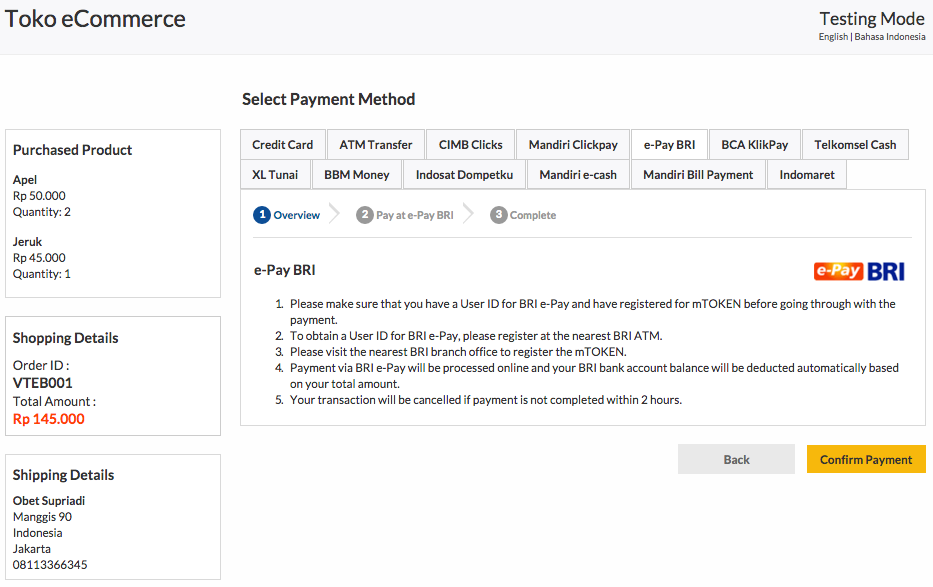 Toko eCommerce
Testing Mode
English | Bahasa Indonesia
Select Payment Method
Purchased Product
Apel
Rp 50.000
Quantity: 2
Jeruk
Rp 45.000
Quantity: 1
Shopping Details
Order ID :
VTEB001
Total Amount :
Rp 145.000
Shipping Details
Obet Supriadi
Manggis 90
Indonesia
Jakarta
08113366345
Credit Card
ATM Transfer
CIMB Clicks
Mandiri Clickpay
e-Pay BRI
BCA KlikPay
Telkomsel Cash
XL Tunai
BBM Money
Indosat Dompetku
Mandiri e-cash
Mandiri Bill Payment
Indomaret
1 Overview
2 Pay at e-Pay BRI
3 Complete
e-Pay BRI
e-Pay BRI
1. Please make sure that you have a User ID for BRI e-Pay and have registered for mTOKEN before going through with the
payment.
2. To obtain a User ID for BRI e-Pay, please register at the nearest BRI ATM.
3. Please visit the nearest BRI branch office to register the mTOKEN.
4. Payment via BRI e-Pay will be processed online and your BRI bank account balance will be deducted automatically based
on your total amount.
5. Your transaction will be cancelled if payment is not completed within 2 hours.
Back
Confirm Payment